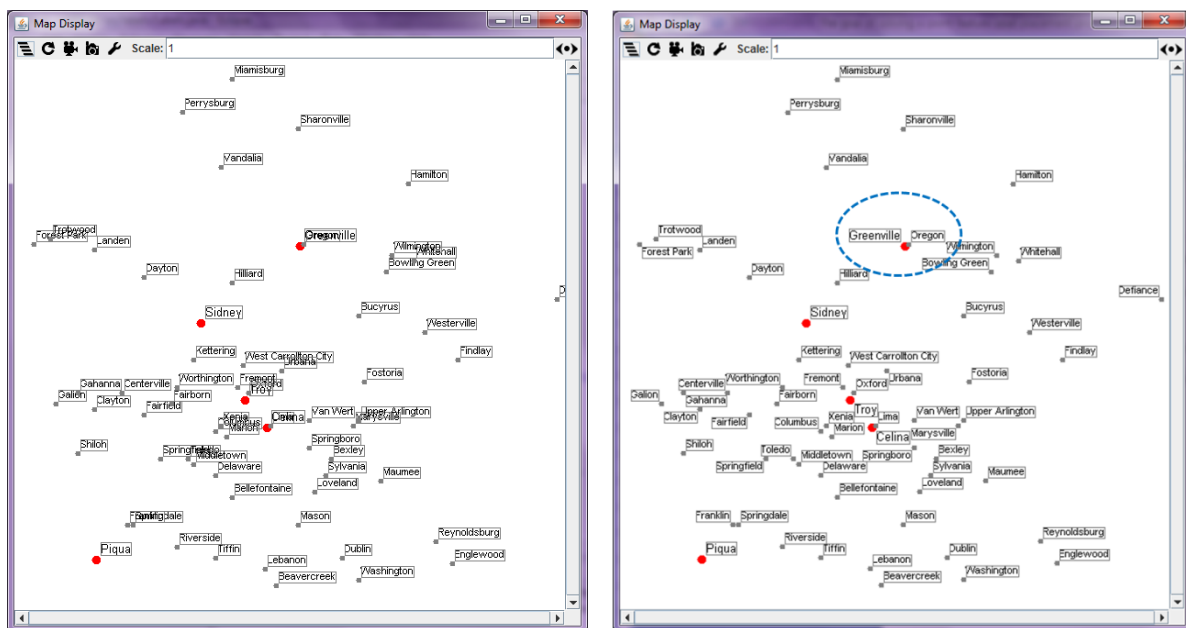 Map Display
Scale: 1
Miamisburg
Perrysburg
Sharonville
Vandalia
Hamilton
Trotwood
Forest Park
Landen
Greenville
Oregon
Wilmington
Whitehall
Bowling Green
Dayton
Hilliard
Bucyrus
Sidney
Westerville
Kettering
West Carrollton City
Urbana
Findlay
Fostoria
Worthington
Fremont
Oxford
Gahanna
Centerville
Galion
Fairborn
Troy
Clayton
Fairfield
Xenia
Columbus
Marion
Celina
Van Wert
Upper Arlington
Marysville
Shiloh
Springboro
Bexley
Springfield
Middletown
Delaware
Sylvania
Maumee
Bellefontaine
Loveland
Springdale
Mason
Reynoldsburg
Riverside
Piqua
Tiffin
Dublin
Englewood
Lebanon
Beavercreek
Washington
Map Display
Scale: 1
Miamisburg
Perrysburg
Sharonville
Vandalia
Hamilton
Trotwood
Greenville
Oregon
Landen
Forest Park
Wilmington
Whitehall
Bowling Green
Dayton
Hilliard
Defiance
Bucyrus
Sidney
Westerville
Kettering
West Carrollton City
Findlay
Worthington
Fremont
Urbana
Fostoria
Centerville
Oxford
Galion
Gahanna
Fairborn
Troy
Clayton
Fairfield
Columbus
Xenia
Lima
Van Wert
Upper Arlington
Marion
Celina
Marysville
Shiloh
Toledo
Middletown
Springboro
Bexley
Springfield
Delaware
Sylvania
Maumee
Bellefontaine
Loveland
Franklin
Springdale
Mason
Reynoldsburg
Riverside
Piqua
Tiffin
Dublin
Englewood
Lebanon
Beavercreek
Washington